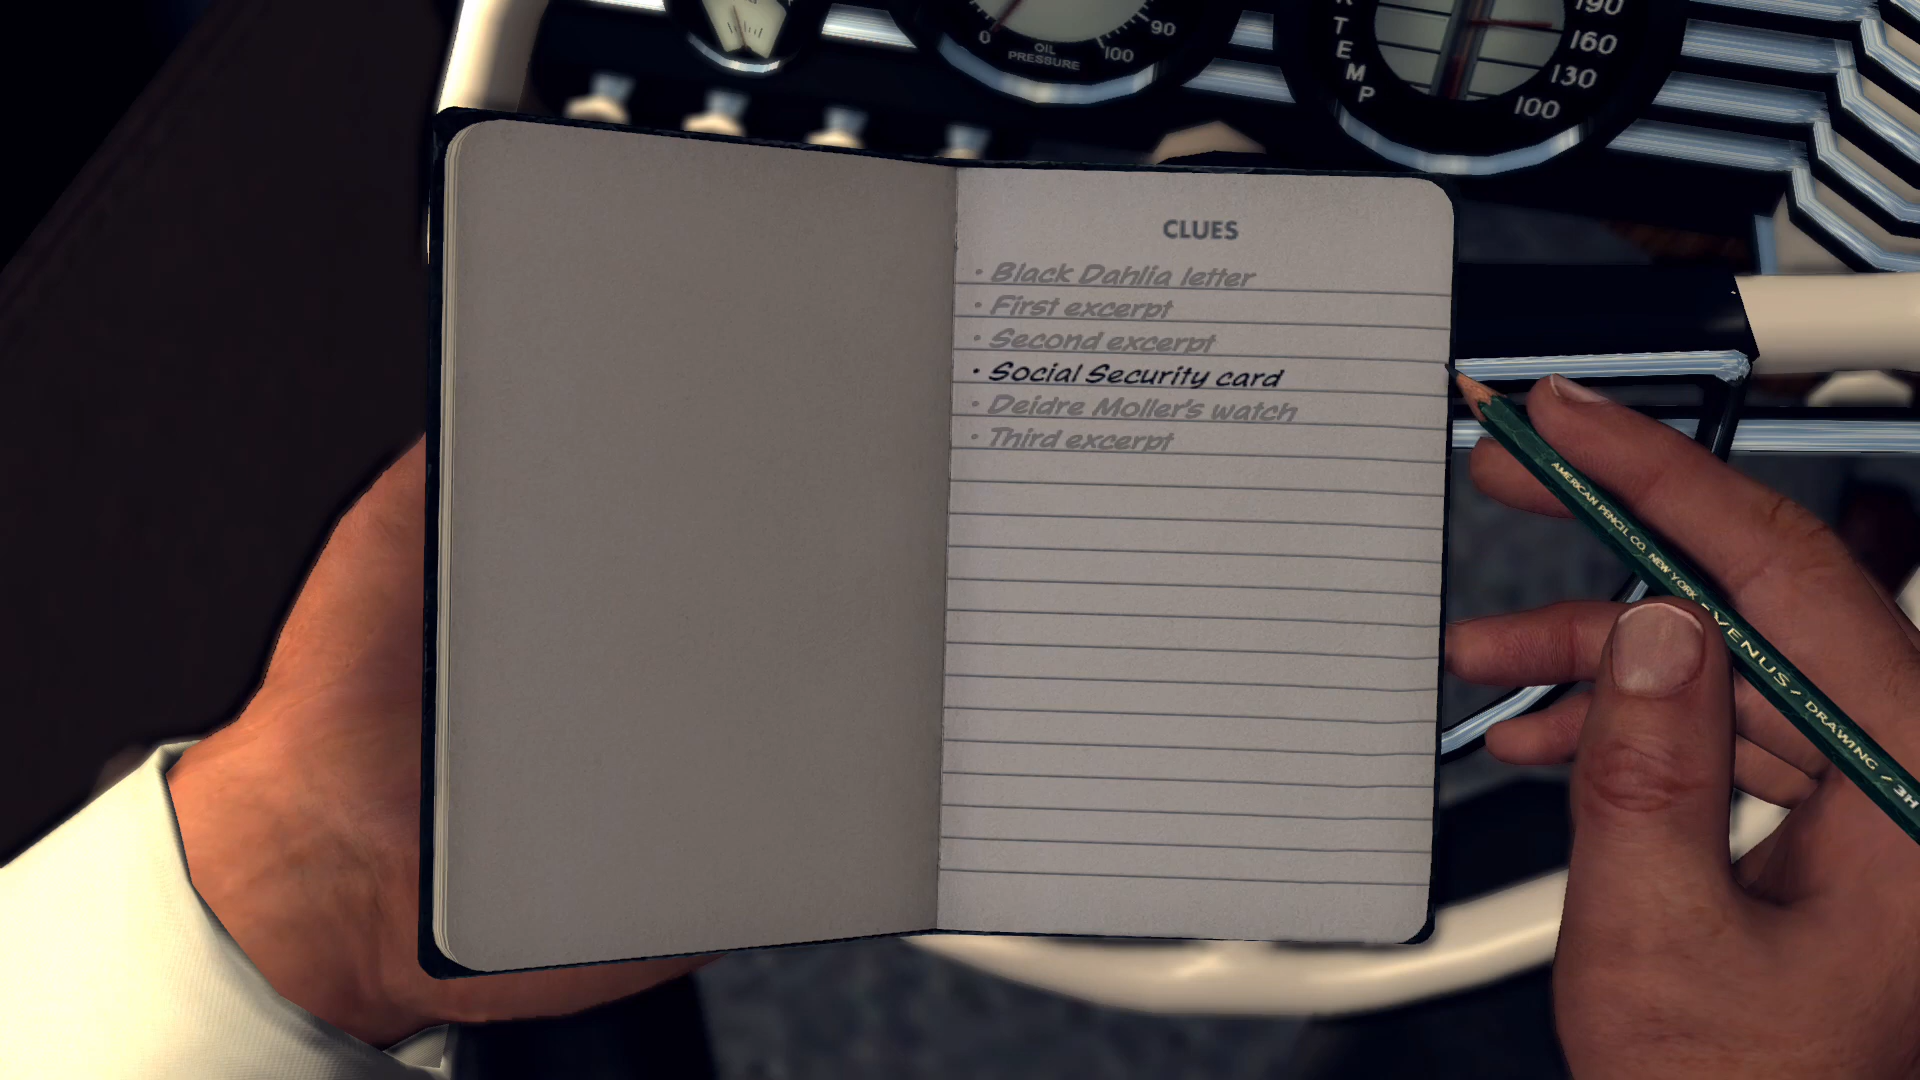 0
OIL
PRESSURE
90
100
TEMP
190
160
130
100
CLUES
• Black Dahlia letter
• First excerpt
• Second excerpt
• Social Security card
• Deidre Moller's watch
• Third excerpt
AMERICAN PENCIL CO. NEW YORK VENUS / DRAWING / 3H